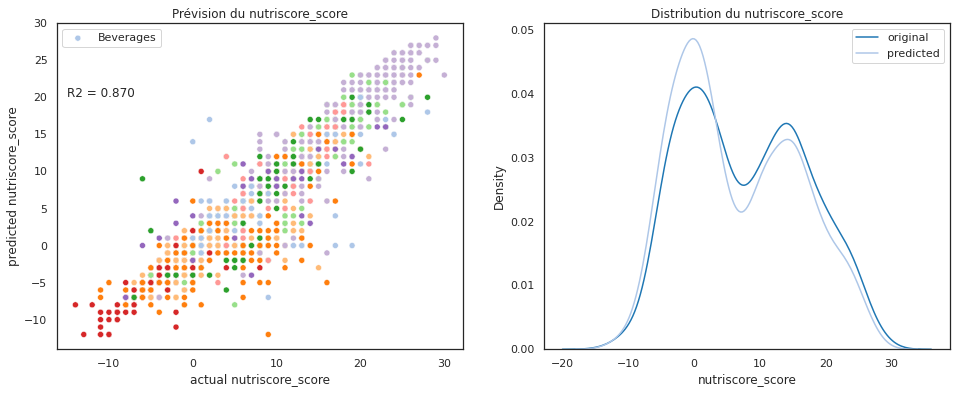 Prévision du nutriscore_score
30
25
20
15
10
5
0
−5
−10
predicted nutriscore_score
Beverages
R2 = 0.870
−10
0
10
20
30
actual nutriscore_score
Distribution du nutriscore_score
0.05
0.04
0.03
0.02
0.01
0.00
Density
original
predicted
−20
−10
0
10
20
30
nutriscore_score